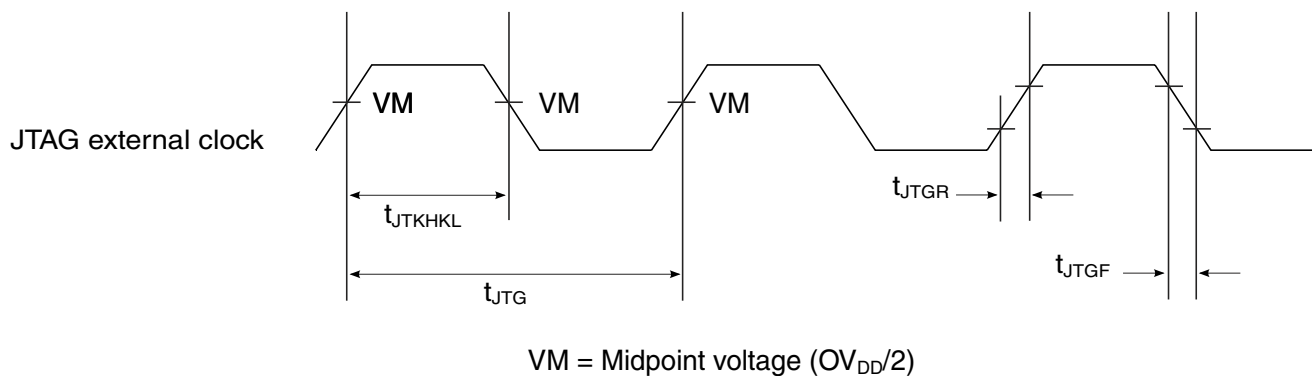 VM VM VM
JTAG external clock
tJTGR
tJTKHKL
tJTGF
tJTG
VM = Midpoint voltage (OVDD/2)